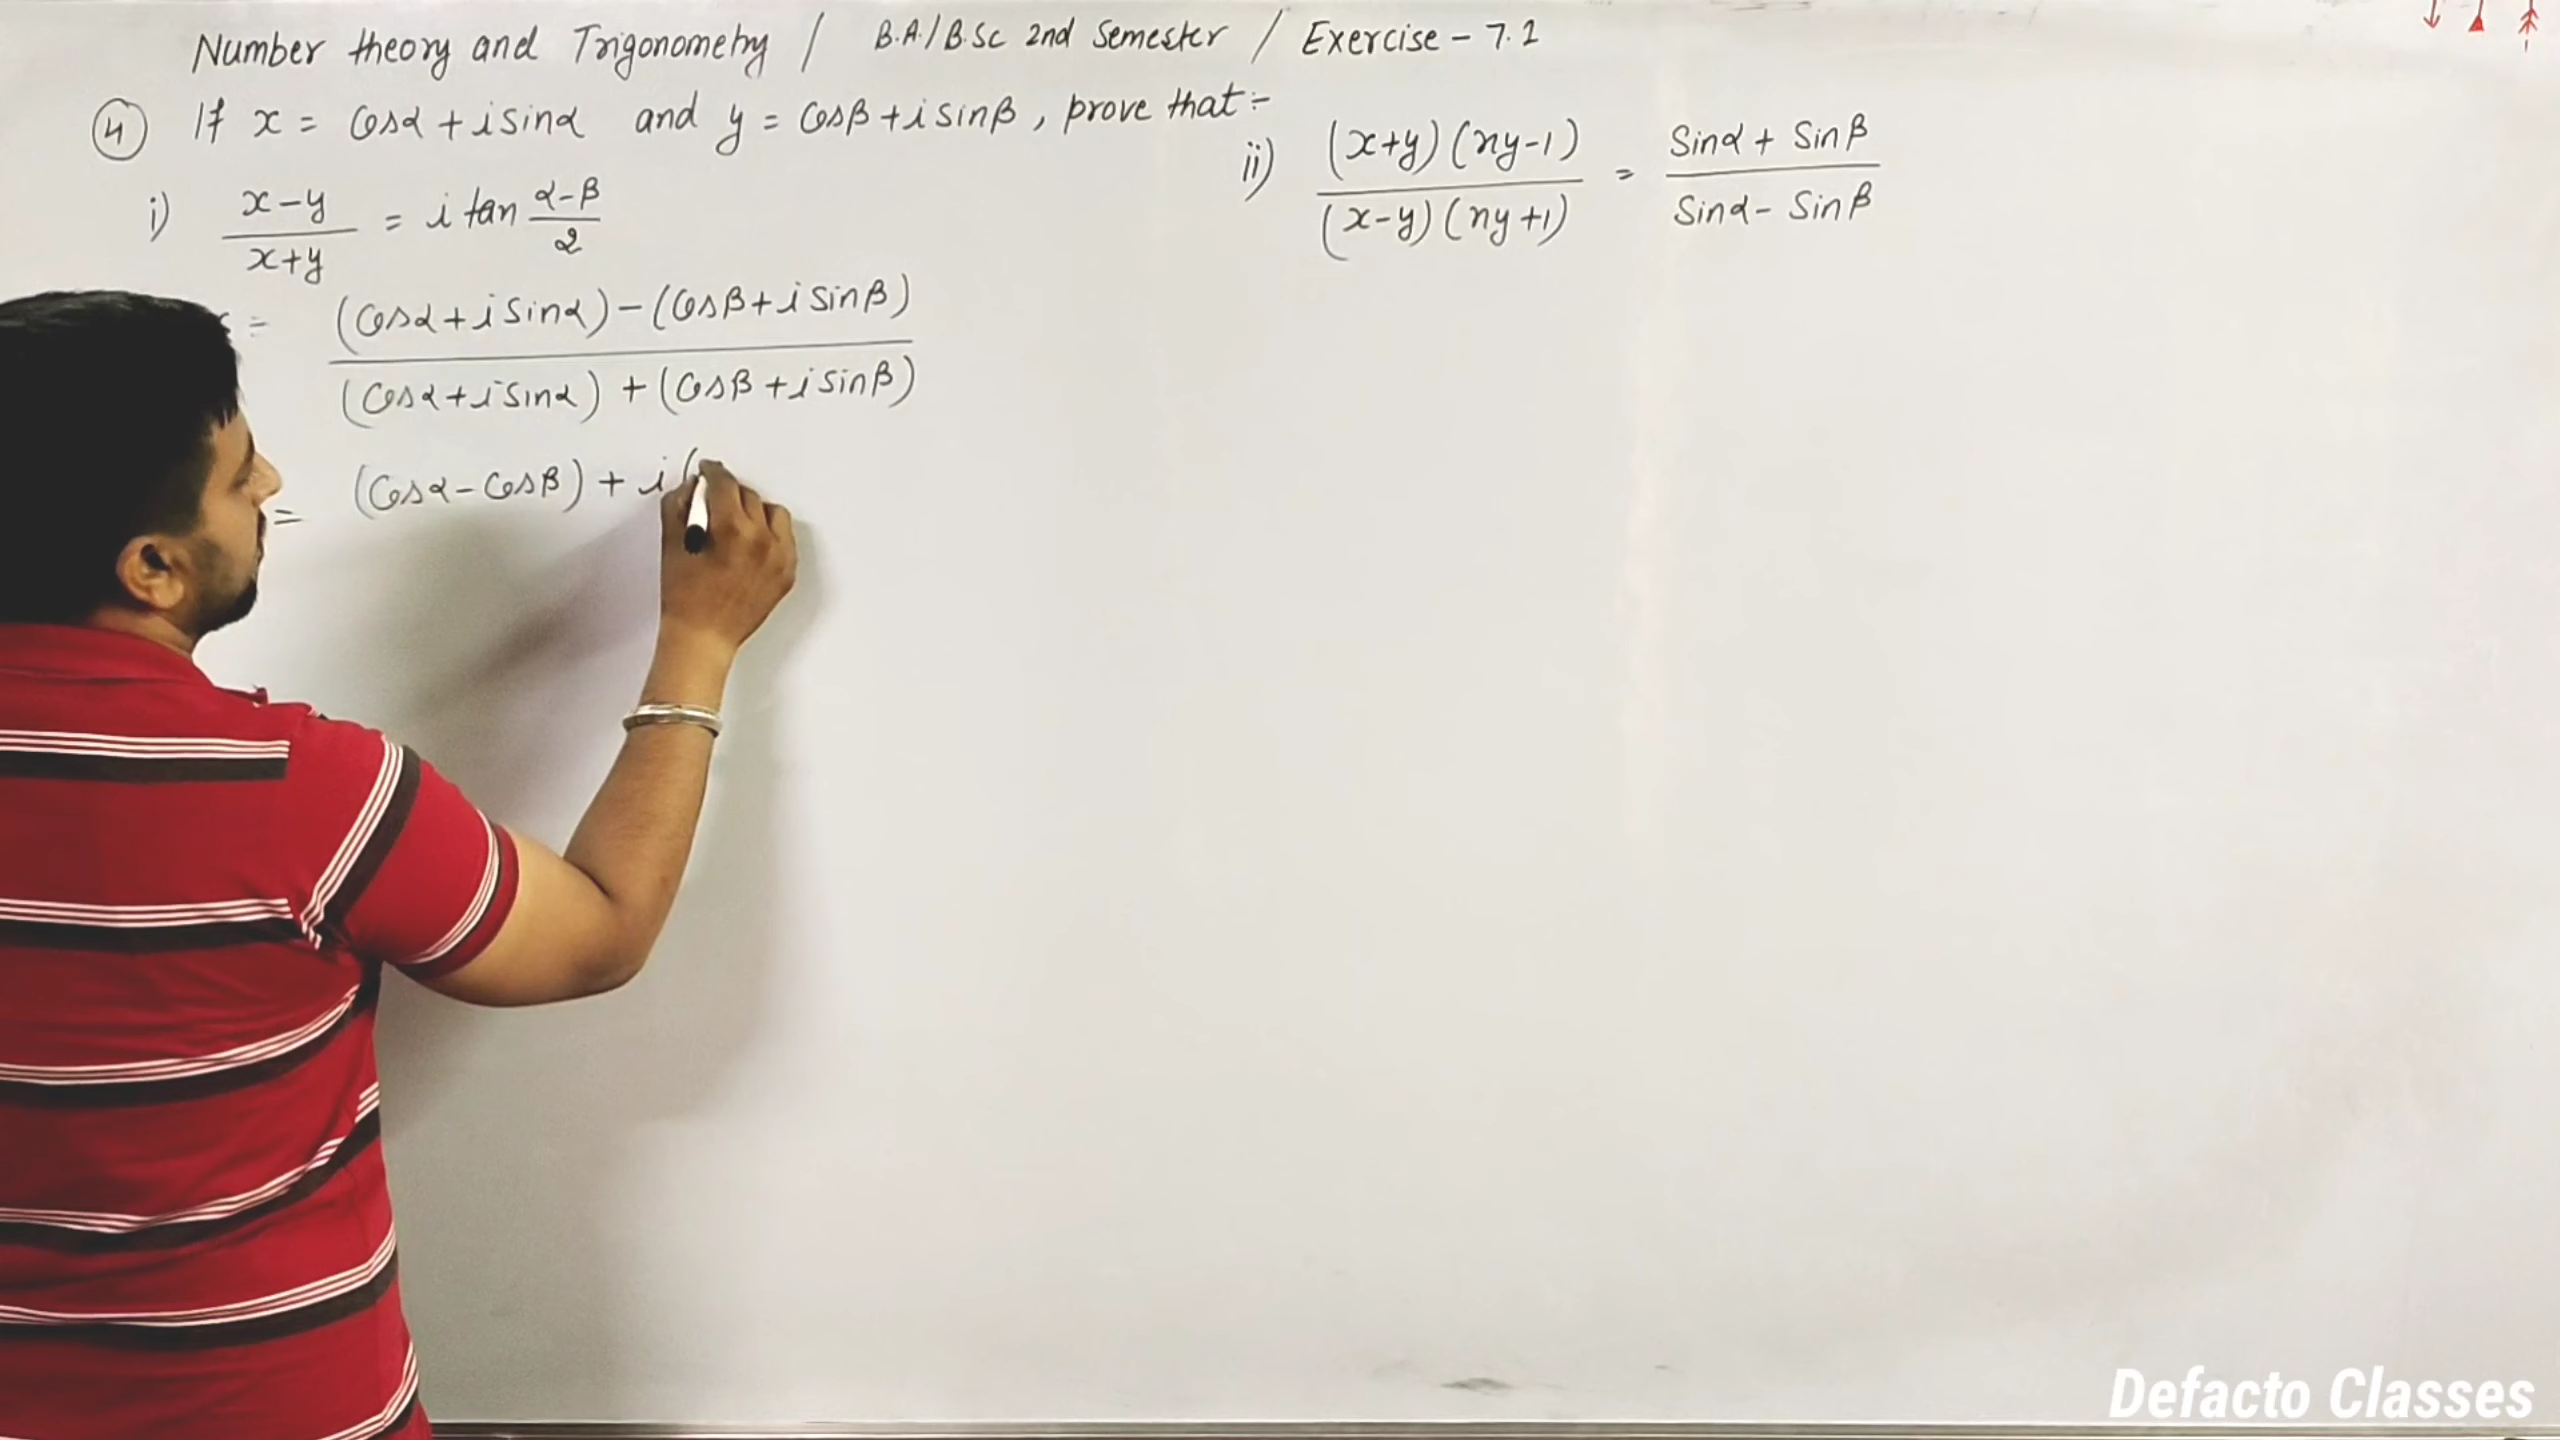 Number theory and Trigonometry / B.A./B.Sc 2nd Semester / Exercise - 7.1
④ If x = Cosα + i Sinα and y = Cosβ + i sinβ, prove that :-
i) (x-y)/(x+y) = i tan (α-β)/2
ii) (x+y)(xy-1)/(x-y)(xy+1) = (Sinα + Sinβ)/(Sinα - Sinβ)
= (Cosα + i Sinα) - (Cosβ + i Sinβ)
(Cosα + i Sinα) + (Cosβ + i Sinβ)
= (Cosα - Cosβ) + i (
Defacto Classes